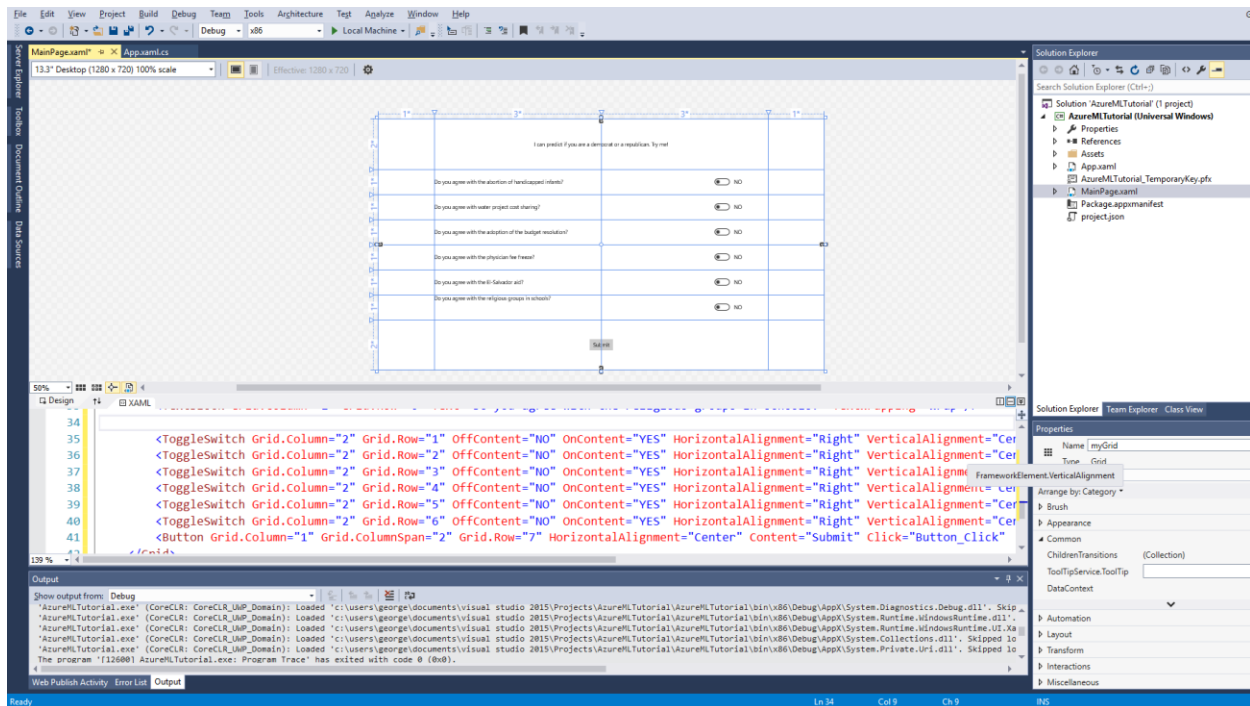 File Edit View Project Build Debug Team Tools Architecture Test Analyze Window Help
Debug x86 Local Machine
MainPage.xaml* App.xaml.cs
13.3" Desktop (1280 x 720) 100% scale Effective: 1280 x 720
Server Explorer
Toolbox
Document Outline
Data Sources
1* 3* 3* 1*
2*
I can predict if you are a democrat or a republican. Try me!
1*
Do you agree with the abortion of handicapped infants? NO
1*
Do you agree with water project cost sharing? NO
1*
Do you agree with the adoption of the budget resolution? NO
1*
Do you agree with the physician fee freeze? NO
1*
Do you agree with the El-Salvador aid? NO
1*
Do you agree with the religious groups in schools? NO
2*
Submit
50%
Design XAML
34
35 <ToggleSwitch Grid.Column="2" Grid.Row="1" OffContent="NO" OnContent="YES" HorizontalAlignment="Right" VerticalAlignment="Cer
36 <ToggleSwitch Grid.Column="2" Grid.Row="2" OffContent="NO" OnContent="YES" HorizontalAlignment="Right" VerticalAlignment="Cer
37 <ToggleSwitch Grid.Column="2" Grid.Row="3" OffContent="NO" OnContent="YES" HorizontalAlignment="Right" VerticalAlignme
38 <ToggleSwitch Grid.Column="2" Grid.Row="4" OffContent="NO" OnContent="YES" HorizontalAlignment="Right" VerticalAlignment="Cer
39 <ToggleSwitch Grid.Column="2" Grid.Row="5" OffContent="NO" OnContent="YES" HorizontalAlignment="Right" VerticalAlignment="Cer
40 <ToggleSwitch Grid.Column="2" Grid.Row="6" OffContent="NO" OnContent="YES" HorizontalAlignment="Right" VerticalAlignment="Cer
41 <Button Grid.Column="1" Grid.ColumnSpan="2" Grid.Row="7" HorizontalAlignment="Center" Content="Submit" Click="Button_Click"
42 </Grid>
139 %
Output
Show output from: Debug
'AzureMLTutorial.exe' (CoreCLR: CoreCLR_UWP_Domain): Loaded 'c:\users\george\documents\visual studio 2015\Projects\AzureMLTutorial\AzureMLTutorial\bin\x86\Debug\AppX\System.Diagnostics.Debug.dll'. Skip
'AzureMLTutorial.exe' (CoreCLR: CoreCLR_UWP_Domain): Loaded 'c:\users\george\documents\visual studio 2015\Projects\AzureMLTutorial\AzureMLTutorial\bin\x86\Debug\AppX\System.Runtime.WindowsRuntime.dll'.
'AzureMLTutorial.exe' (CoreCLR: CoreCLR_UWP_Domain): Loaded 'c:\users\george\documents\visual studio 2015\Projects\AzureMLTutorial\AzureMLTutorial\bin\x86\Debug\AppX\System.Runtime.WindowsRuntime.UI.Xa
'AzureMLTutorial.exe' (CoreCLR: CoreCLR_UWP_Domain): Loaded 'c:\users\george\documents\visual studio 2015\Projects\AzureMLTutorial\AzureMLTutorial\bin\x86\Debug\AppX\System.Collections.dll'. Skipped lo
'AzureMLTutorial.exe' (CoreCLR: CoreCLR_UWP_Domain): Loaded 'c:\users\george\documents\visual studio 2015\Projects\AzureMLTutorial\AzureMLTutorial\bin\x86\Debug\AppX\System.Private.Uri.dll'. Skipped lo
The program '[12600] AzureMLTutorial.exe: Program Trace' has exited with code 0 (0x0).
Web Publish Activity Error List Output
Solution Explorer
Search Solution Explorer (Ctrl+;)
Solution 'AzureMLTutorial' (1 project)
AzureMLTutorial (Universal Windows)
Properties
References
Assets
App.xaml
AzureMLTutorial_TemporaryKey.pfx
MainPage.xaml
Package.appxmanifest
project.json
Solution Explorer Team Explorer Class View
Properties
Name myGrid
Type Grid
FrameworkElement.VerticalAlignment
Arrange by: Category
Brush
Appearance
Common
ChildrenTransitions (Collection)
ToolTipService.ToolTip
DataContext
Automation
Layout
Transform
Interactions
Miscellaneous
Ready Ln 34 Col 9 Ch 9 INS